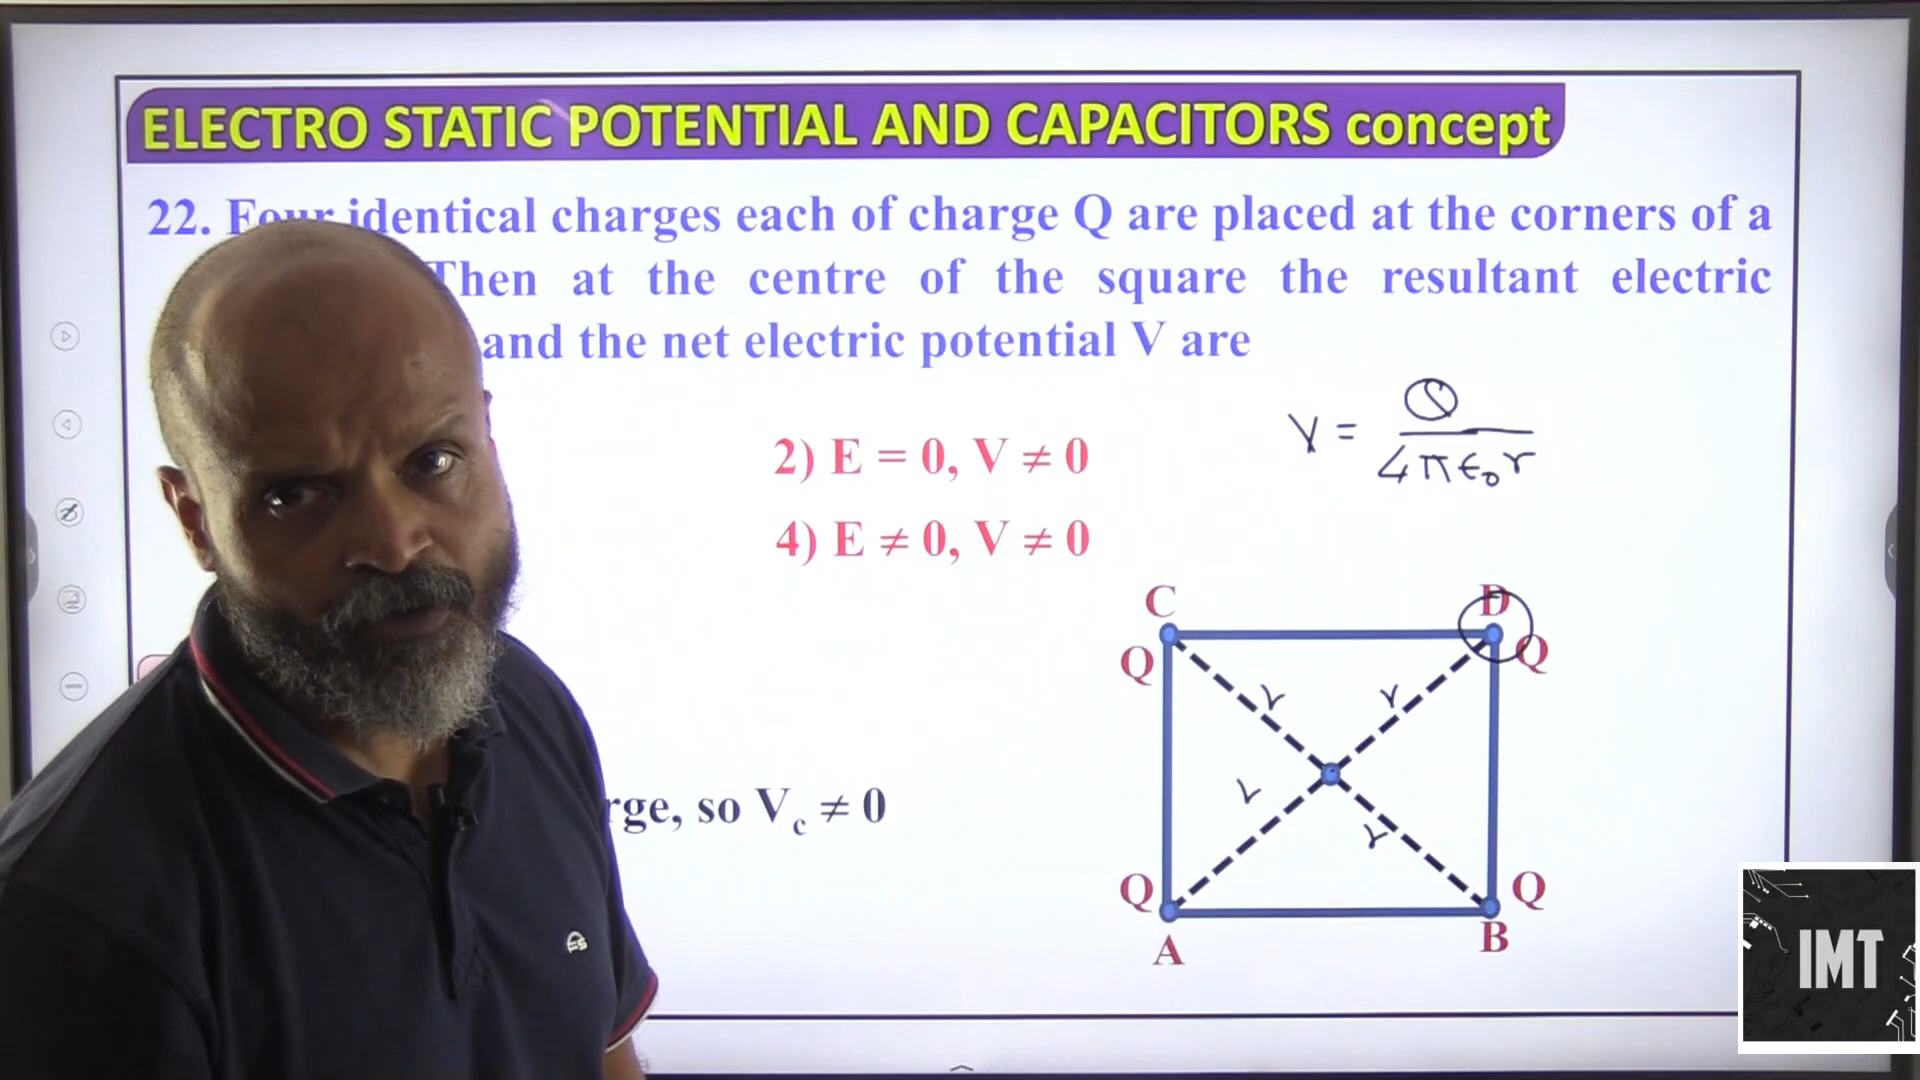 ELECTRO STATIC POTENTIAL AND CAPACITORS concept
22. Four identical charges each of charge Q are placed at the corners of a
Then at the centre of the square the resultant electric
and the net electric potential V are
V = Q / 4πϵ₀r
2) E = 0, V ≠ 0
4) E ≠ 0, V ≠ 0
C D
Q Q
r r
r r
so V_c ≠ 0
Q Q
A B
IMT